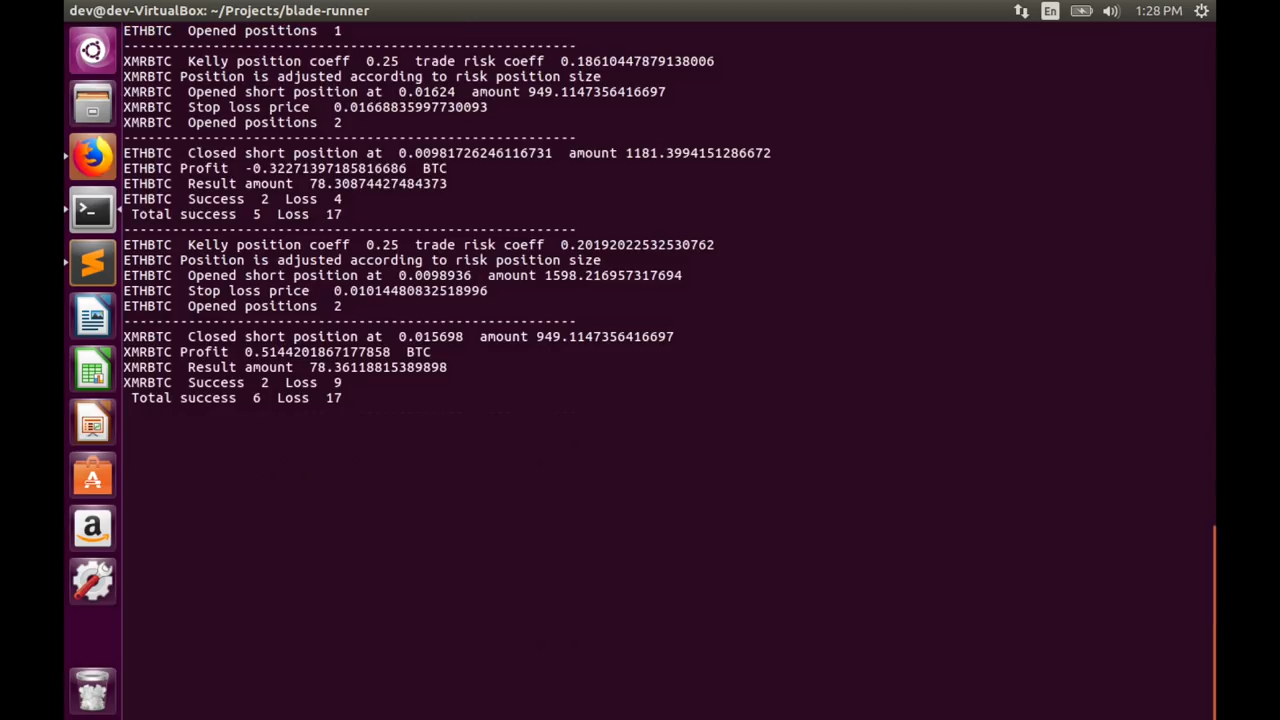 dev@dev-VirtualBox: ~/Projects/blade-runner
En
1:28 PM
ETHBTC  Opened positions  1
--------------------------------------------------------
XMRBTC  Kelly position coeff  0.25  trade risk coeff  0.18610447879138006
XMRBTC  Position is adjusted according to risk position size
XMRBTC  Opened short position at  0.01624  amount 949.1147356416697
XMRBTC  Stop loss price   0.01668835997730093
XMRBTC  Opened positions  2
--------------------------------------------------------
ETHBTC  Closed short position at  0.00981726246116731  amount 1181.3994151286672
ETHBTC Profit  -0.32271397185816686  BTC
ETHBTC  Result amount  78.30874427484373
ETHBTC  Success  2  Loss  4
 Total success  5  Loss  17
--------------------------------------------------------
ETHBTC  Kelly position coeff  0.25  trade risk coeff  0.20192022532530762
ETHBTC  Position is adjusted according to risk position size
ETHBTC  Opened short position at  0.0098936  amount 1598.216957317694
ETHBTC  Stop loss price   0.01014480832518996
ETHBTC  Opened positions  2
--------------------------------------------------------
XMRBTC  Closed short position at  0.015698  amount 949.1147356416697
XMRBTC Profit  0.5144201867177858  BTC
XMRBTC  Result amount  78.36118815389898
XMRBTC  Success  2  Loss  9
 Total success  6  Loss  17